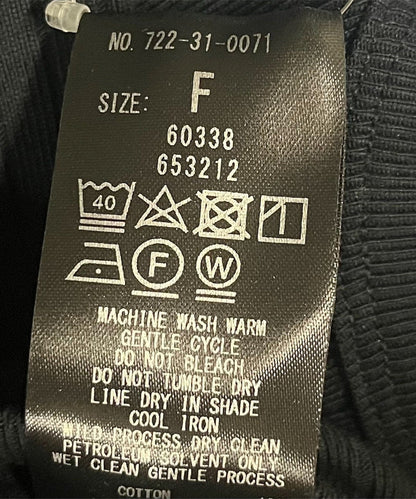 NO. 722-31-0071
SIZE: F
60338
653212
40
F W
MACHINE WASH WARM
GENTLE CYCLE
DO NOT BLEACH
DO NOT TUMBLE DRY
LINE DRY IN SHADE
COOL IRON
MILD PROCESS DRY CLEAN
PETROLEUM SOLVENT ONLY
WET CLEAN GENTLE PROCESS
COTTON